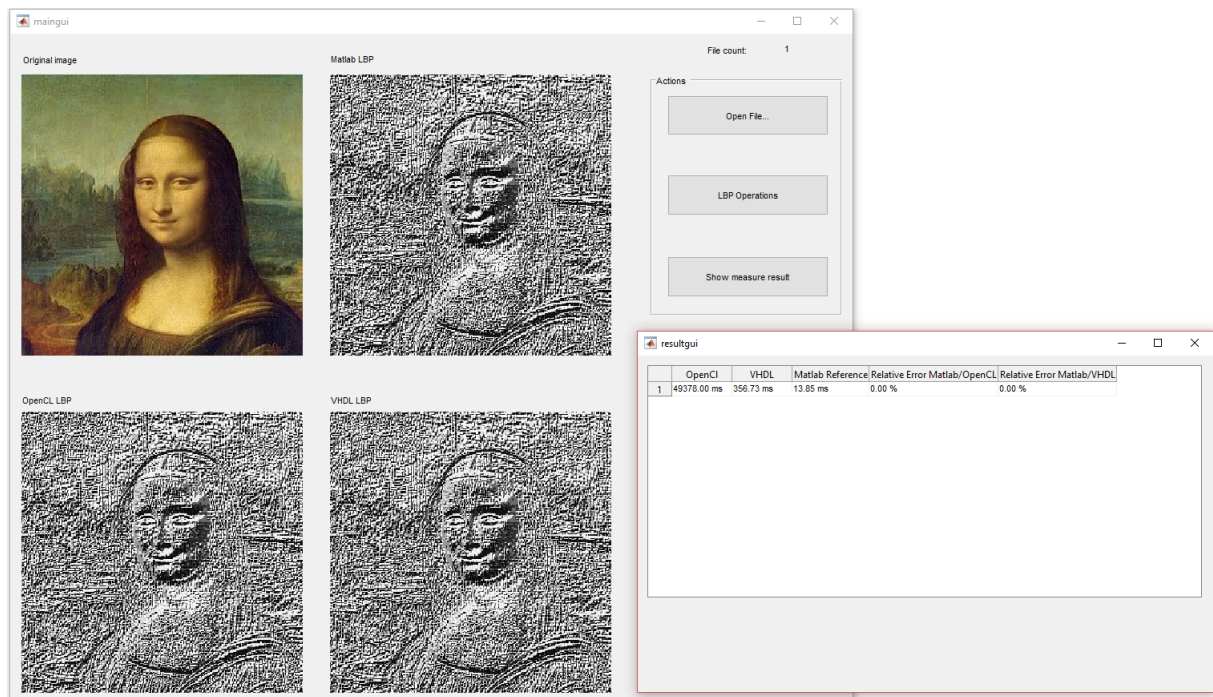 maingui
File count: 1
Original image
Matlab LBP
Actions
Open File...
LBP Operations
Show measure result
resultgui
OpenCl VHDL Matlab Reference Relative Error Matlab/OpenCL Relative Error Matlab/VHDL
1 49378.00 ms 356.73 ms 13.85 ms 0.00 % 0.00 %
OpenCL LBP
VHDL LBP